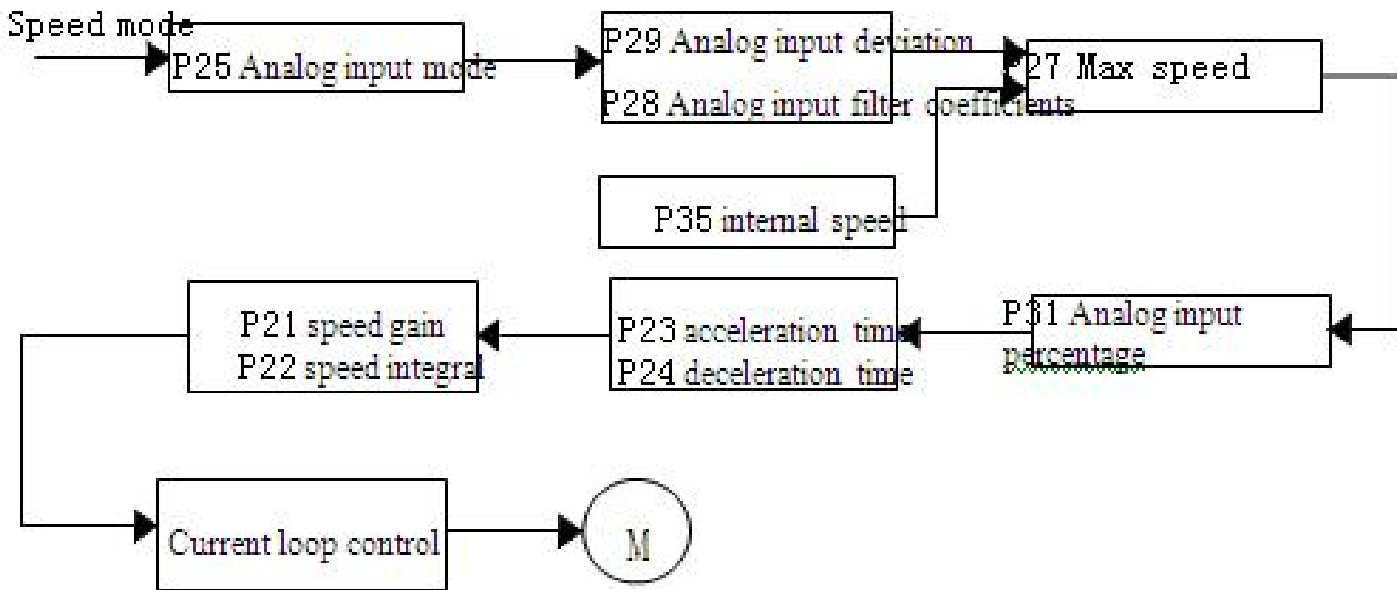 Speed mode
P25 Analog input mode
P29 Analog input deviation
P28 Analog input filter coefficients
P27 Max speed
P35 internal speed
P31 Analog input
percentage
P23 acceleration time
P24 deceleration time
P21 speed gain
P22 speed integral
Current loop control
M